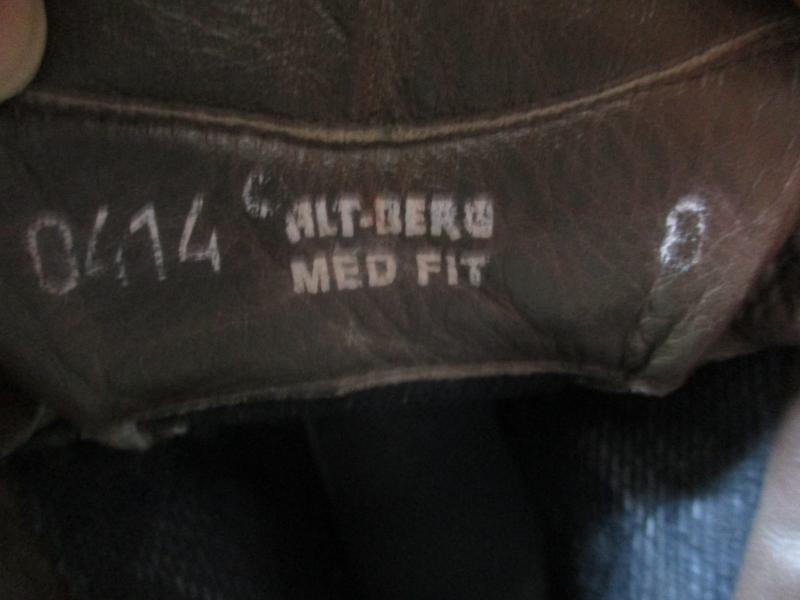 0414 ALT-BERG 8
MED FIT